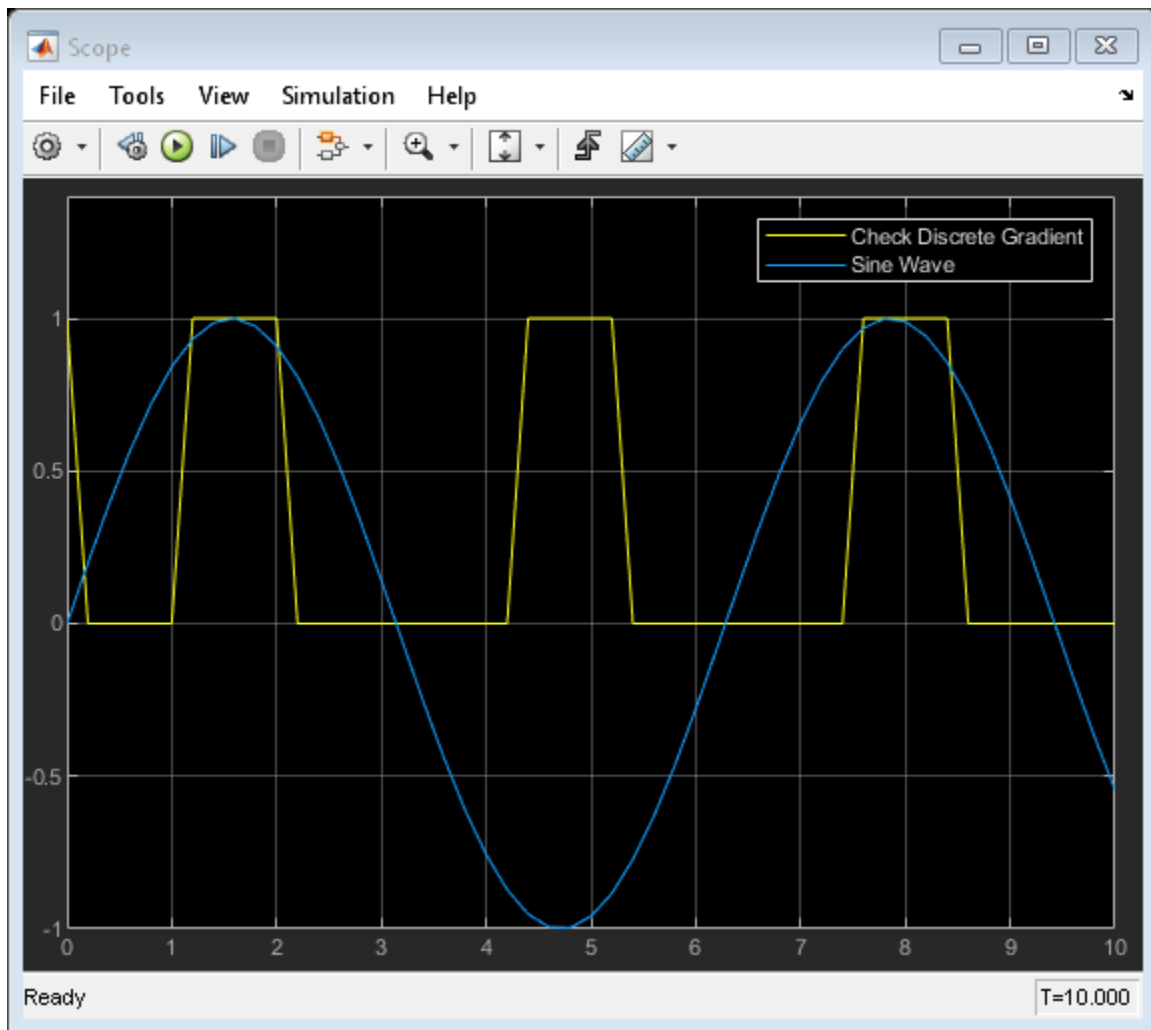 Scope
File Tools View Simulation Help
Check Discrete Gradient
Sine Wave
1
0.5
0
-0.5
-1
0 1 2 3 4 5 6 7 8 9 10
Ready T=10.000